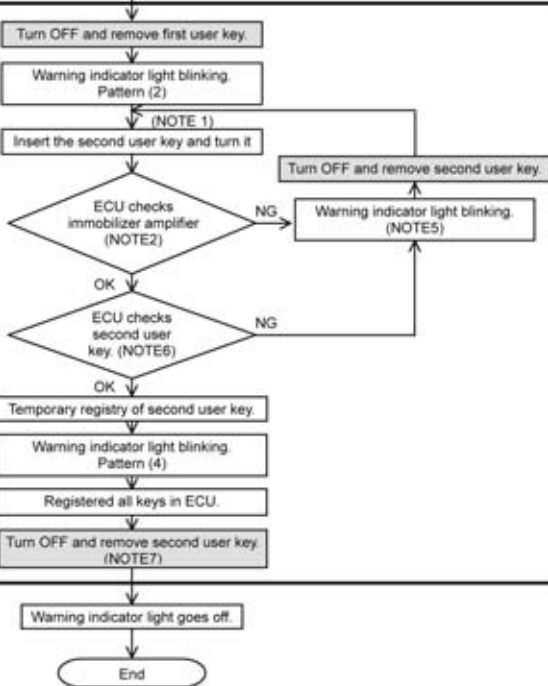 Turn OFF and remove first user key.
Warning indicator light blinking.
Pattern (2)
(NOTE 1)
Insert the second user key and turn it
Turn OFF and remove second user key.
ECU checks
immobilizer amplifier
(NOTE2)
NG
Warning indicator light blinking.
(NOTE5)
OK
ECU checks
second user
key. (NOTE6)
NG
OK
Temporary registry of second user key.
Warning indicator light blinking.
Pattern (4)
Registered all keys in ECU.
Turn OFF and remove second user key.
(NOTE7)
Warning indicator light goes off.
End